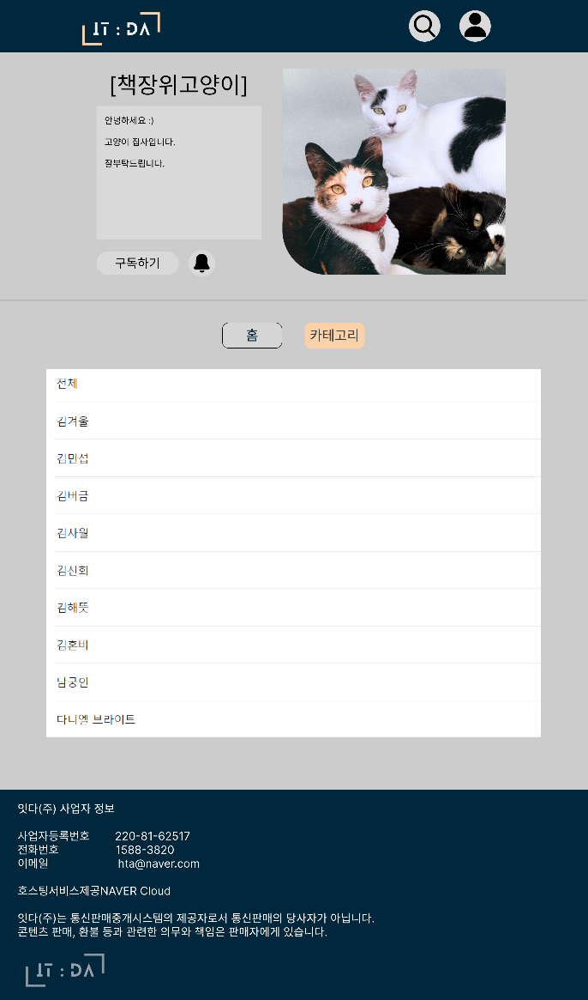 IT : DA
[책장위고양이]
안녕하세요 :)
고양이 집사입니다.
잘부탁드립니다.
구독하기
홈
카테고리
전체
김겨울
김민섭
김버금
김사월
김신회
김해뜻
김혼비
남궁인
다니엘 브라이트
잇다(주) 사업자 정보
사업자등록번호 220-81-62517
전화번호 1588-3820
이메일 hta@naver.com
호스팅서비스제공NAVER Cloud
잇다(주)는 통신판매중개시스템의 제공자로서 통신판매의 당사자가 아닙니다.
콘텐츠 판매, 환불 등과 관련한 의무와 책임은 판매자에게 있습니다.
IT : DA